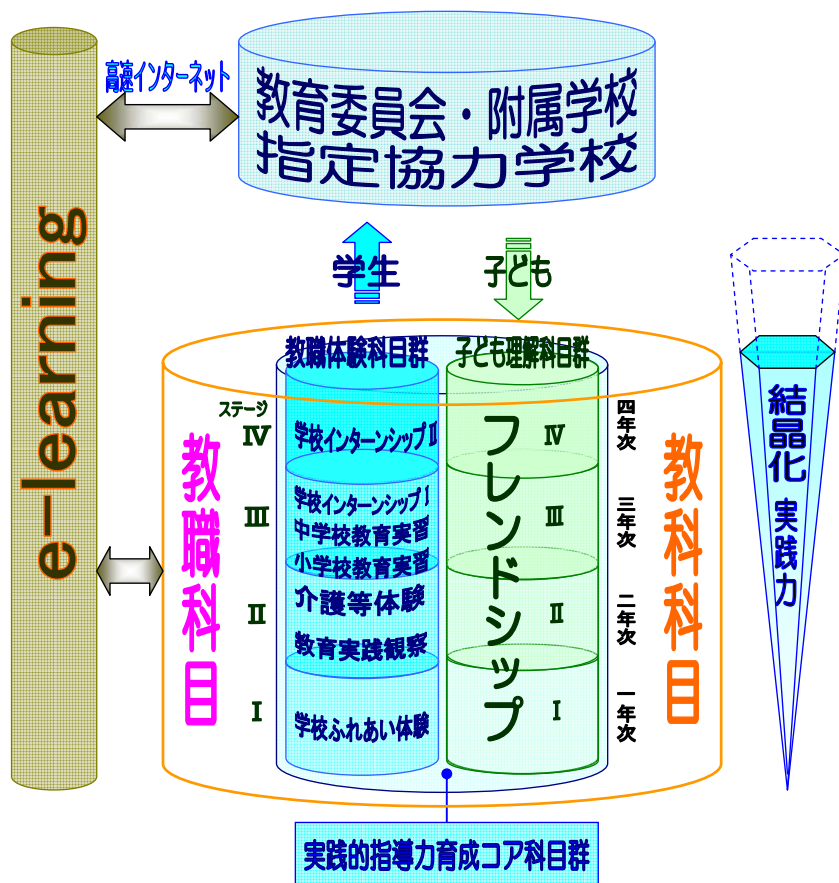 高速インターネット
教育委員会・附属学校
指定協力学校
e-learning
学生
子ども
教職体験科目群
子ども理解科目群
ステージ
Ⅳ
学校インターンシップⅡ
Ⅳ
四年次
Ⅲ
学校インターンシップⅠ
中学校教育実習
Ⅲ
三年次
小学校教育実習
Ⅱ
介護等体験
教育実践観察
Ⅱ
二年次
Ⅰ
学校ふれあい体験
Ⅰ
一年次
フレンドシップ
教職科目
教科科目
結晶化
実践力
実践的指導力育成コア科目群